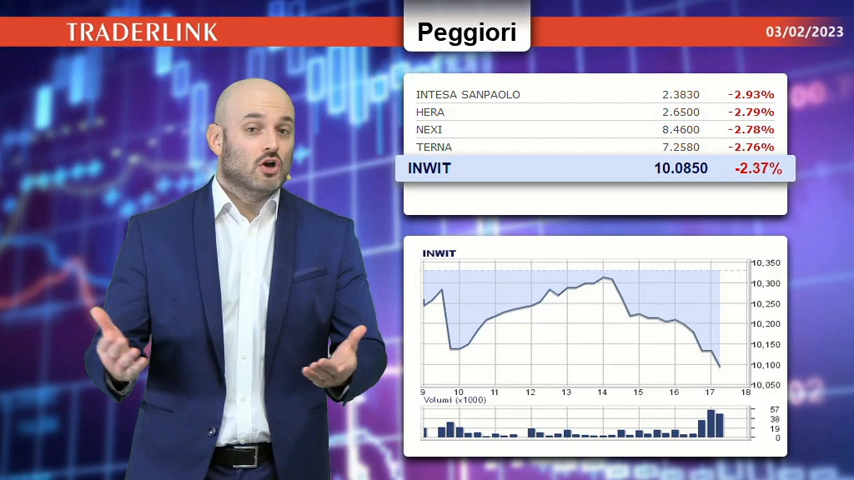 TRADERLINK
Peggiori
03/02/2023
INTESA SANPAOLO 2.3830 -2.93%
HERA 2.6500 -2.79%
NEXI 8.4600 -2.78%
TERNA 7.2580 -2.76%
INWIT 10.0850 -2.37%
INWIT
10,350
10,300
10,250
10,200
10,150
10,100
10,050
9 10 11 12 13 14 15 16 17 18
Volumi (x1000)
57
38
19
0